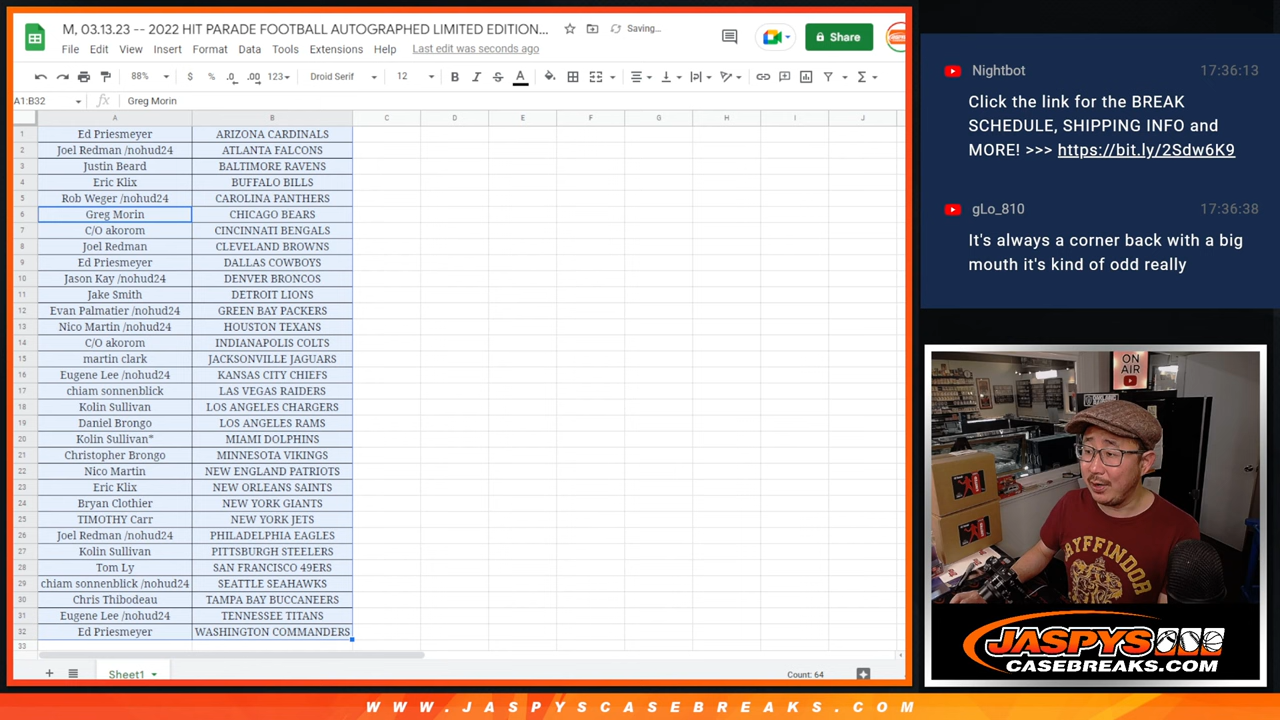 M, 03.13.23 -- 2022 HIT PARADE FOOTBALL AUTOGRAPHED LIMITED EDITION...
Saving...
Share
File Edit View Insert Format Data Tools Extensions Help Last edit was seconds ago
88% $ % .0 .00 123 Droid Serif 12 B I S A
A1:B32 fx Greg Morin
A B C D E F G H I J
1 Ed Priesmeyer ARIZONA CARDINALS
2 Joel Redman /nohud24 ATLANTA FALCONS
3 Justin Beard BALTIMORE RAVENS
4 Eric Klix BUFFALO BILLS
5 Rob Weger /nohud24 CAROLINA PANTHERS
6 Greg Morin CHICAGO BEARS
7 C/O akorom CINCINNATI BENGALS
8 Joel Redman CLEVELAND BROWNS
9 Ed Priesmeyer DALLAS COWBOYS
10 Jason Kay /nohud24 DENVER BRONCOS
11 Jake Smith DETROIT LIONS
12 Evan Palmatier /nohud24 GREEN BAY PACKERS
13 Nico Martin /nohud24 HOUSTON TEXANS
14 C/O akorom INDIANAPOLIS COLTS
15 martin clark JACKSONVILLE JAGUARS
16 Eugene Lee /nohud24 KANSAS CITY CHIEFS
17 chiam sonnenblick LAS VEGAS RAIDERS
18 Kolin Sullivan LOS ANGELES CHARGERS
19 Daniel Brongo LOS ANGELES RAMS
20 Kolin Sullivan* MIAMI DOLPHINS
21 Christopher Brongo MINNESOTA VIKINGS
22 Nico Martin NEW ENGLAND PATRIOTS
23 Eric Klix NEW ORLEANS SAINTS
24 Bryan Clothier NEW YORK GIANTS
25 TIMOTHY Carr NEW YORK JETS
26 Joel Redman /nohud24 PHILADELPHIA EAGLES
27 Kolin Sullivan PITTSBURGH STEELERS
28 Tom Ly SAN FRANCISCO 49ERS
29 chiam sonnenblick /nohud24 SEATTLE SEAHAWKS
30 Chris Thibodeau TAMPA BAY BUCCANEERS
31 Eugene Lee /nohud24 TENNESSEE TITANS
32 Ed Priesmeyer WASHINGTON COMMANDERS
33
Sheet1
Count: 64
Nightbot 17:36:13
Click the link for the BREAK
SCHEDULE, SHIPPING INFO and
MORE! >>> https://bit.ly/2Sdw6K9
gLo_810 17:36:38
It's always a corner back with a big
mouth it's kind of odd really
ON
AIR
GRYFFINDOR
JASPYS
CASEBREAKS.COM
WWW.JASPYSCASEBREAKS.COM